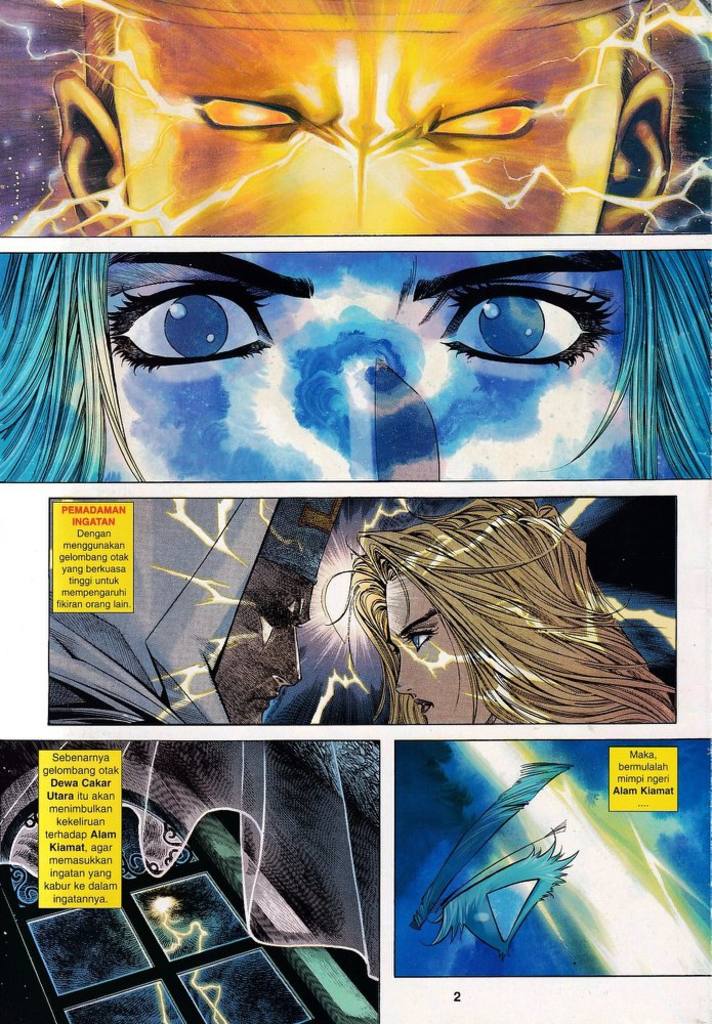 PEMADAMAN
INGATAN
Dengan
menggunakan
gelombang otak
yang berkuasa
tinggi untuk
mempengaruhi
fikiran orang lain.
Sebenarnya
gelombang otak
Dewa Cakar
Utara itu akan
menimbulkan
kekeliruan
terhadap Alam
Kiamat, agar
memasukkan
ingatan yang
kabur ke dalam
ingatannya.
Maka,
bermulalah
mimpi ngeri
Alam Kiamat
....
2